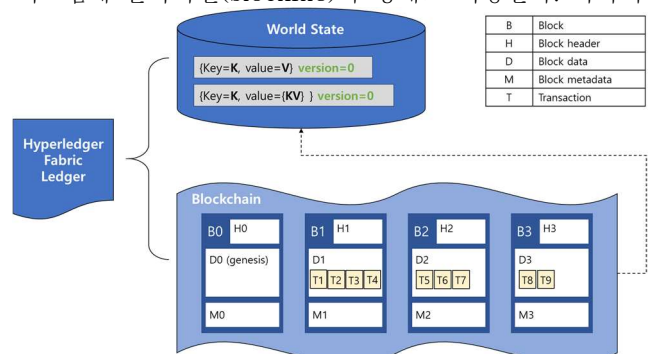 World State
{Key=K, value=V} version=0
{Key=K, value={KV} } version=0
B Block
H Block header
D Block data
M Block metadata
T Transaction
Hyperledger
Fabric
Ledger
Blockchain
B0 H0
D0 (genesis)
M0
B1 H1
D1
T1 T2 T3 T4
M1
B2 H2
D2
T5 T6 T7
M2
B3 H3
D3
T8 T9
M3